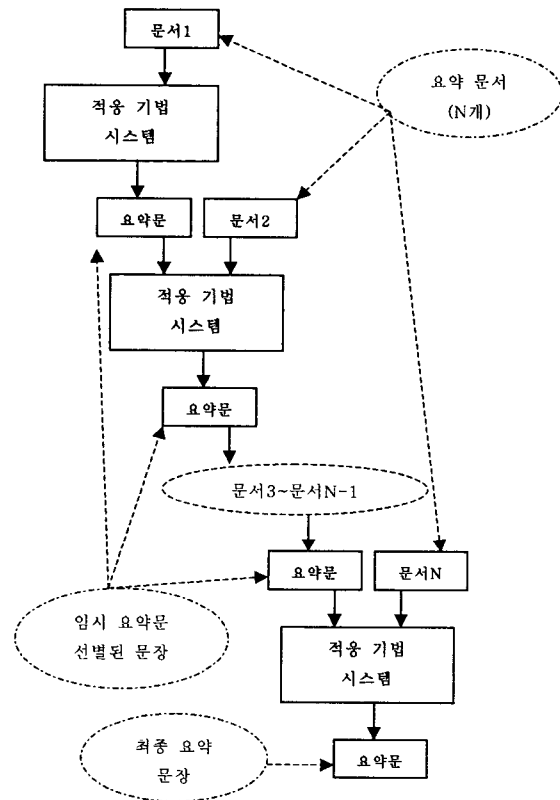 문서1
요약 문서
(N개)
적응 기법
시스템
요약문
문서2
적응 기법
시스템
요약문
문서3~문서N-1
요약문
문서N
임시 요약문
선별된 문장
적응 기법
시스템
최종 요약
문장
요약문